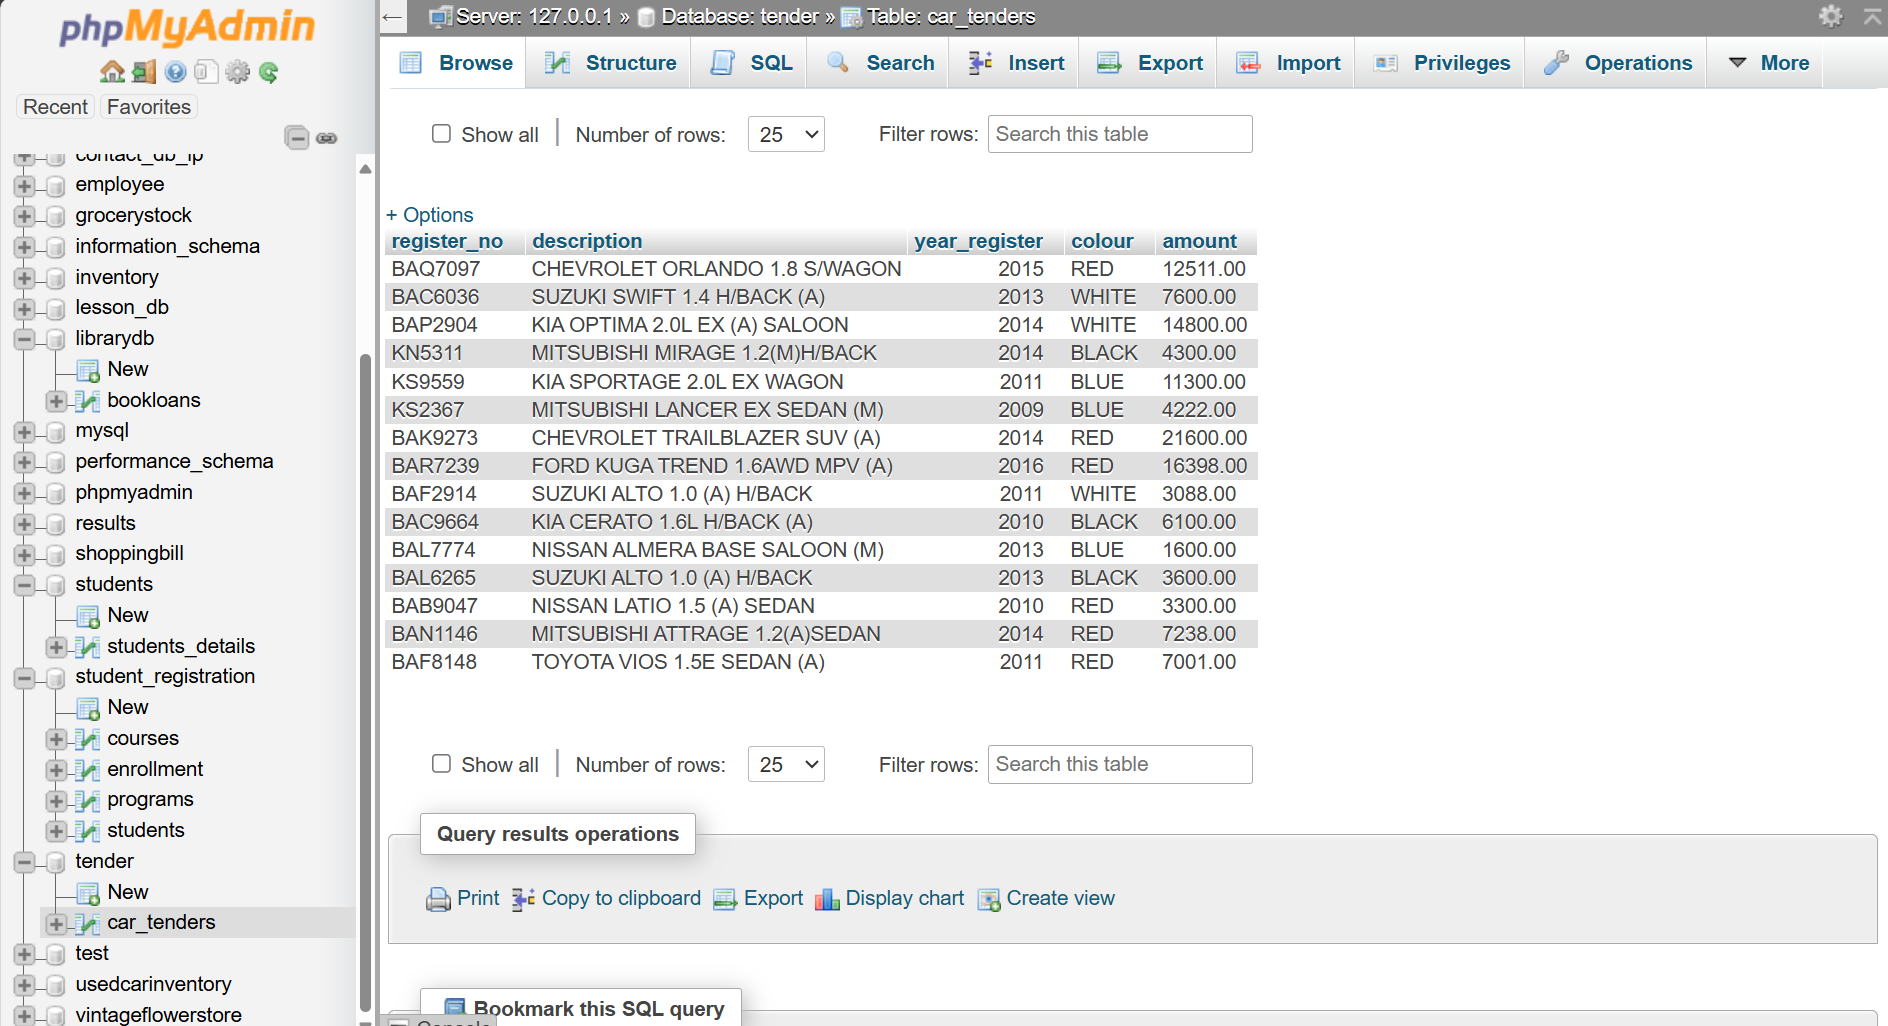 phpMyAdmin
Recent Favorites
contact_db_ip
employee
grocerystock
information_schema
inventory
lesson_db
librarydb
New
bookloans
mysql
performance_schema
phpmyadmin
results
shoppingbill
students
New
students_details
student_registration
New
courses
enrollment
programs
students
tender
New
car_tenders
test
usedcarinventory
vintageflowerstore
Server: 127.0.0.1 » Database: tender » Table: car_tenders
Browse Structure SQL Search Insert Export Import Privileges Operations More
Show all Number of rows: 25 Filter rows: Search this table
+ Options
register_no description year_register colour amount
BAQ7097 CHEVROLET ORLANDO 1.8 S/WAGON 2015 RED 12511.00
BAC6036 SUZUKI SWIFT 1.4 H/BACK (A) 2013 WHITE 7600.00
BAP2904 KIA OPTIMA 2.0L EX (A) SALOON 2014 WHITE 14800.00
KN5311 MITSUBISHI MIRAGE 1.2(M)H/BACK 2014 BLACK 4300.00
KS9559 KIA SPORTAGE 2.0L EX WAGON 2011 BLUE 11300.00
KS2367 MITSUBISHI LANCER EX SEDAN (M) 2009 BLUE 4222.00
BAK9273 CHEVROLET TRAILBLAZER SUV (A) 2014 RED 21600.00
BAR7239 FORD KUGA TREND 1.6AWD MPV (A) 2016 RED 16398.00
BAF2914 SUZUKI ALTO 1.0 (A) H/BACK 2011 WHITE 3088.00
BAC9664 KIA CERATO 1.6L H/BACK (A) 2010 BLACK 6100.00
BAL7774 NISSAN ALMERA BASE SALOON (M) 2013 BLUE 1600.00
BAL6265 SUZUKI ALTO 1.0 (A) H/BACK 2013 BLACK 3600.00
BAB9047 NISSAN LATIO 1.5 (A) SEDAN 2010 RED 3300.00
BAN1146 MITSUBISHI ATTRAGE 1.2(A)SEDAN 2014 RED 7238.00
BAF8148 TOYOTA VIOS 1.5E SEDAN (A) 2011 RED 7001.00
Show all Number of rows: 25 Filter rows: Search this table
Query results operations
Print Copy to clipboard Export Display chart Create view
Bookmark this SQL query
Console